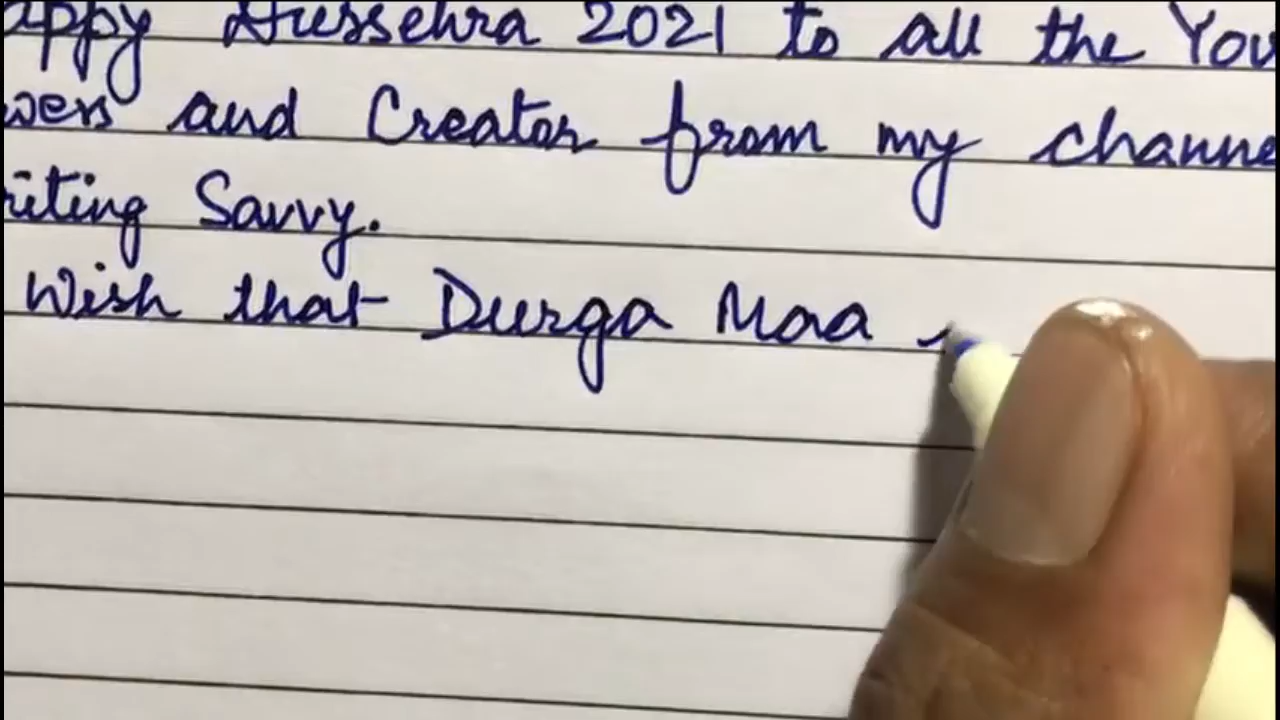 appy Dussehra 2021 to all the You
wers and Creator from my channe
riting Savvy.
Wish that Durga Maa